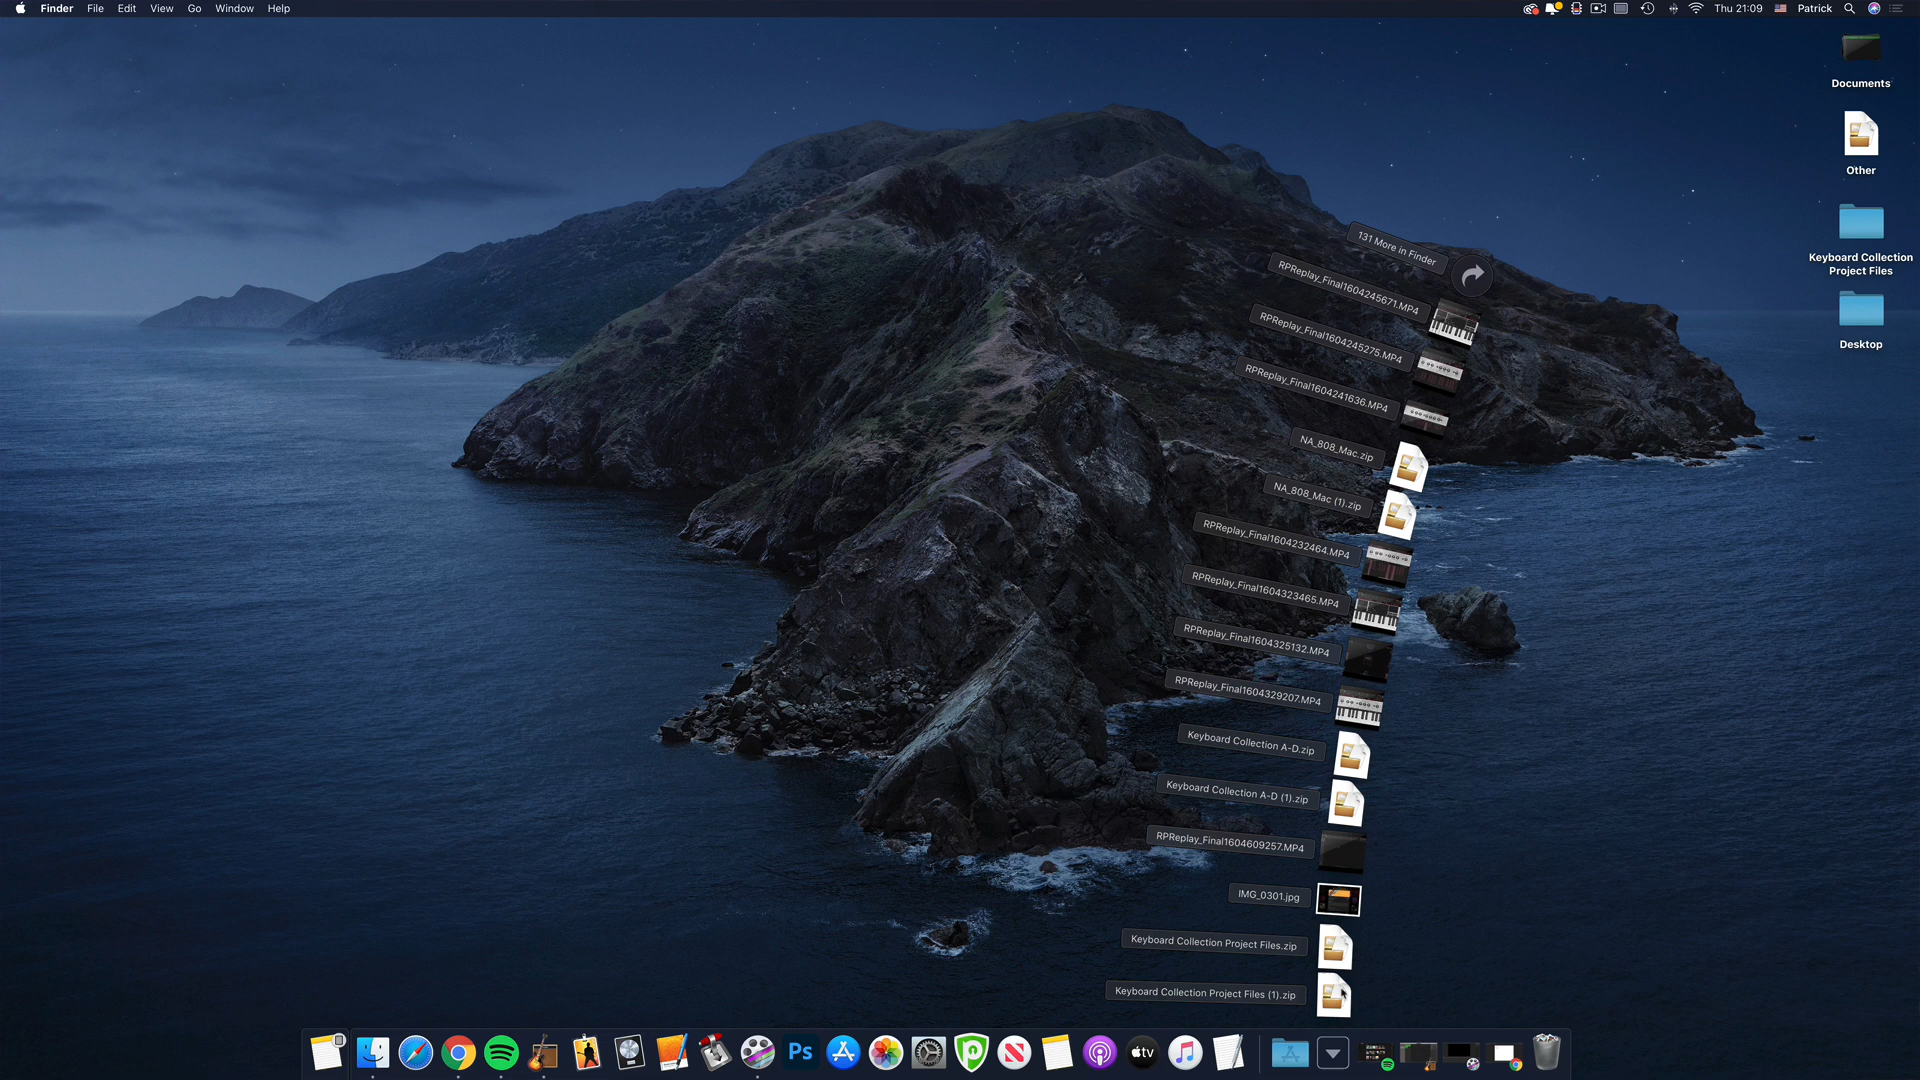 Finder File Edit View Go Window Help
Thu 21:09 Patrick
Documents
Other
Keyboard Collection
Project Files
Desktop
131 More in Finder
RPReplay_Final1604245671.MP4
RPReplay_Final1604245275.MP4
RPReplay_Final1604241636.MP4
NA_808_Mac.zip
NA_808_Mac (1).zip
RPReplay_Final1604232464.MP4
RPReplay_Final1604323465.MP4
RPReplay_Final1604325132.MP4
RPReplay_Final1604329207.MP4
Keyboard Collection A-D.zip
Keyboard Collection A-D (1).zip
RPReplay_Final1604609257.MP4
IMG_0301.jpg
Keyboard Collection Project Files.zip
Keyboard Collection Project Files (1).zip
Ps
tv